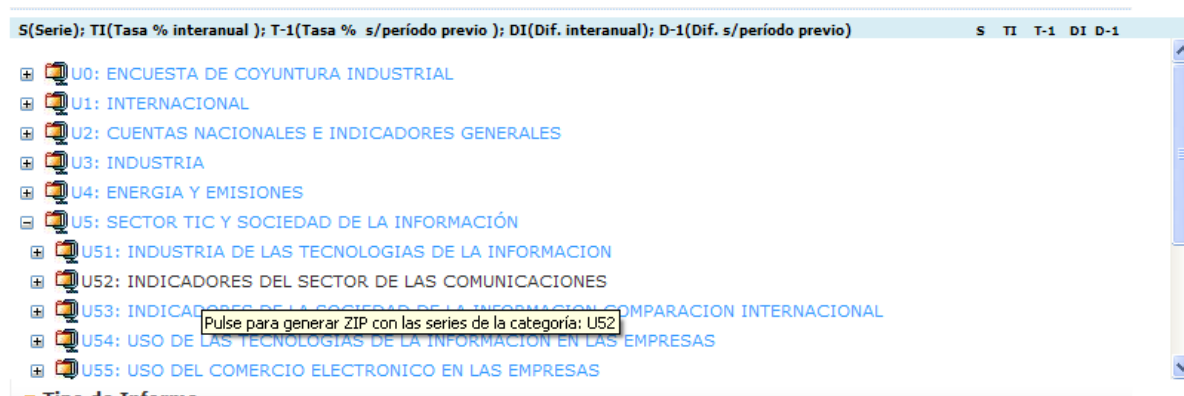 S(Serie); TI(Tasa % interanual ); T-1(Tasa % s/período previo ); DI(Dif. interanual); D-1(Dif. s/período previo) S TI T-1 DI D-1
U0: ENCUESTA DE COYUNTURA INDUSTRIAL
U1: INTERNACIONAL
U2: CUENTAS NACIONALES E INDICADORES GENERALES
U3: INDUSTRIA
U4: ENERGIA Y EMISIONES
U5: SECTOR TIC Y SOCIEDAD DE LA INFORMACIÓN
U51: INDUSTRIA DE LAS TECNOLOGIAS DE LA INFORMACION
U52: INDICADORES DEL SECTOR DE LAS COMUNICACIONES
U53: INDICADORES DE LA SOCIEDAD DE LA INFORMACION COMPARACION INTERNACIONAL
Pulse para generar ZIP con las series de la categoría: U52
U54: USO DE LAS TECNOLOGIAS DE LA INFORMACION EN LAS EMPRESAS
U55: USO DEL COMERCIO ELECTRONICO EN LAS EMPRESAS
Tipo de Informe